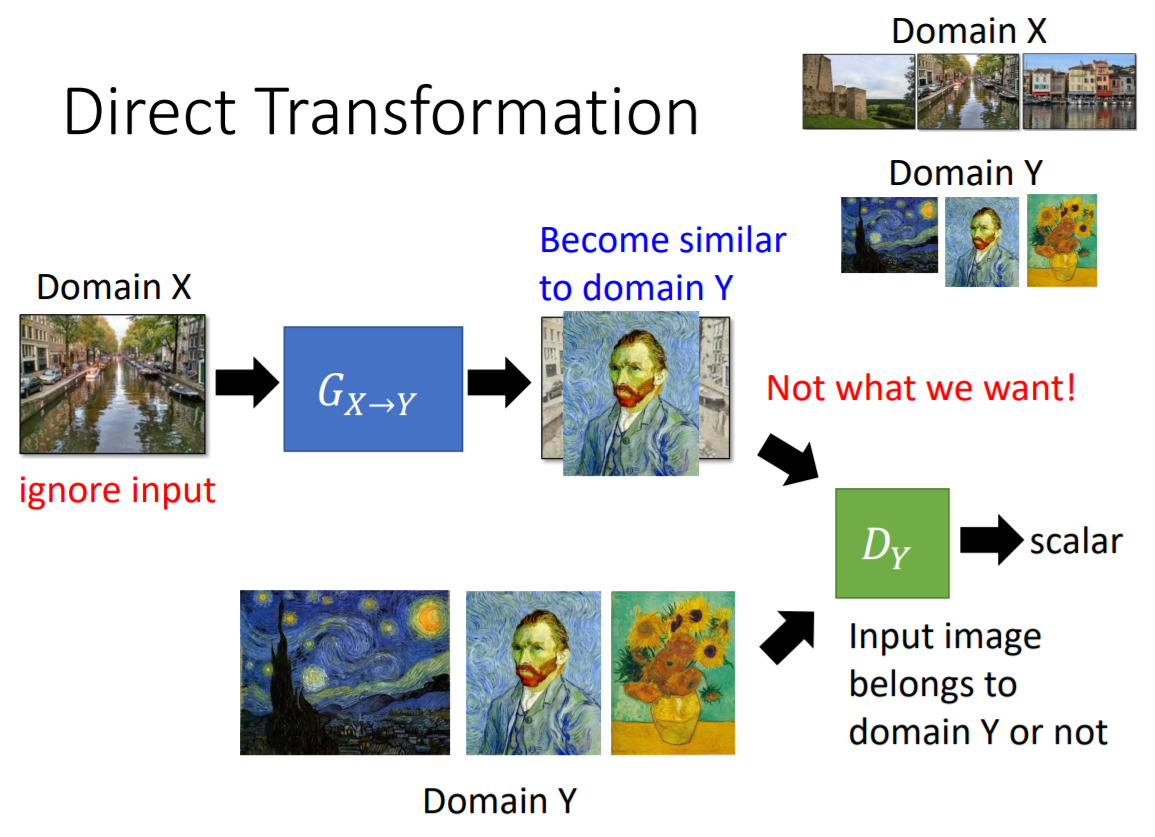 Direct Transformation
Domain X
Domain Y
Domain X
Become similar
to domain Y
G_{X→Y}
ignore input
Not what we want!
D_Y
scalar
Input image
belongs to
domain Y or not
Domain Y